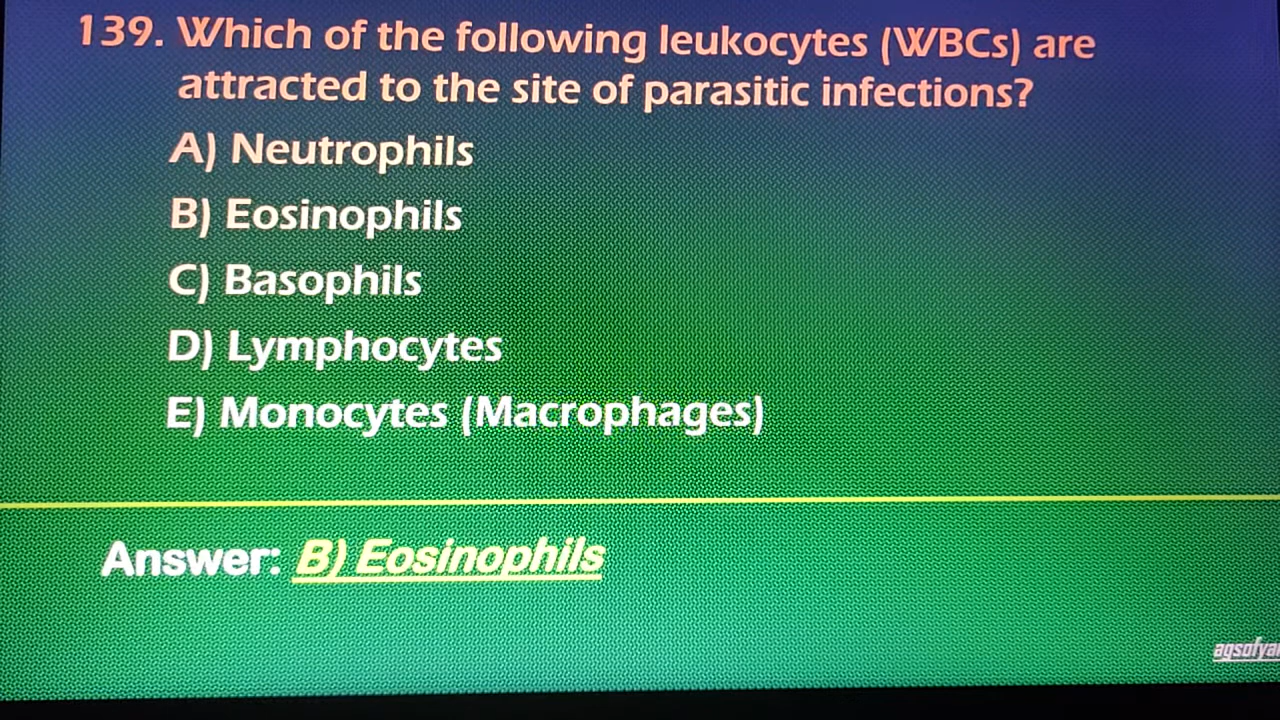 139. Which of the following leukocytes (WBCs) are
attracted to the site of parasitic infections?
A) Neutrophils
B) Eosinophils
C) Basophils
D) Lymphocytes
E) Monocytes (Macrophages)
Answer: B) Eosinophils